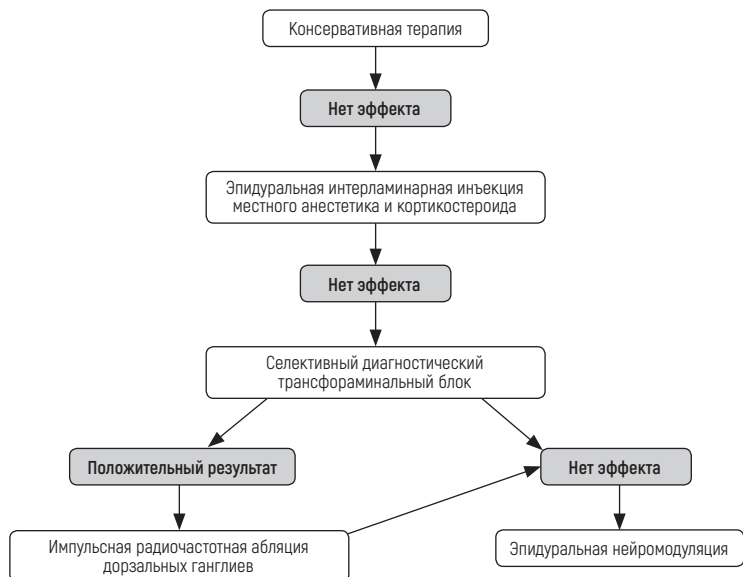 Консервативная терапия
Нет эффекта
Эпидуральная интерламинарная инъекция
местного анестетика и кортикостероида
Нет эффекта
Селективный диагностический
трансфораминальный блок
Положительный результат
Нет эффекта
Импульсная радиочастотная абляция
дорзальных ганглиев
Эпидуральная нейромодуляция